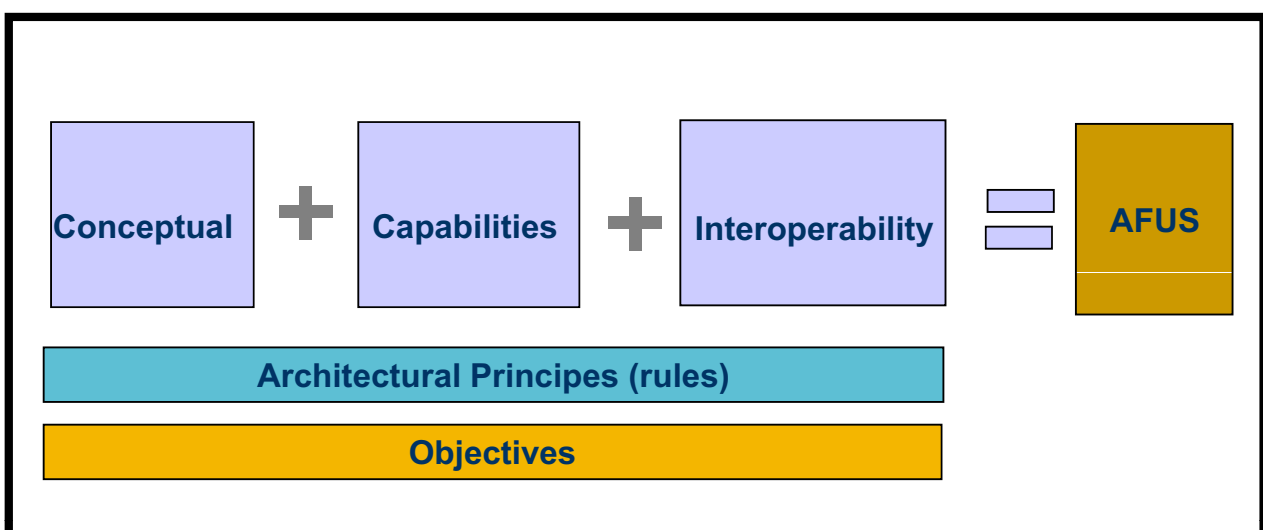 Conceptual
Capabilities
Interoperability
AFUS
Architectural Principes (rules)
Objectives